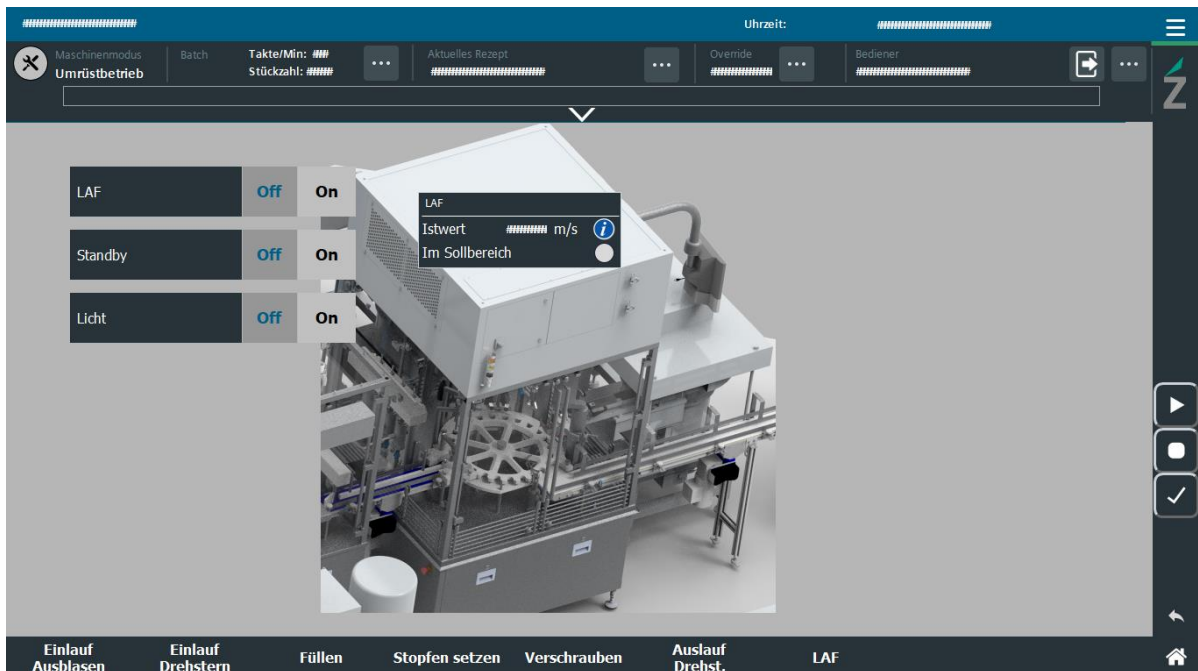 ##########################
Uhrzeit:
##########################
Maschinenmodus
Umrüstbetrieb
Batch
Takte/Min: ###
Stückzahl: ######
...
Aktuelles Rezept
##########################
...
Override
##############
...
Bediener
##########################
...
Z
LAF
Off
On
Standby
Off
On
Licht
Off
On
LAF
Istwert ######### m/s i
Im Sollbereich
Einlauf
Ausblasen
Einlauf
Drehstern
Füllen
Stopfen setzen
Verschrauben
Auslauf
Drehst.
LAF